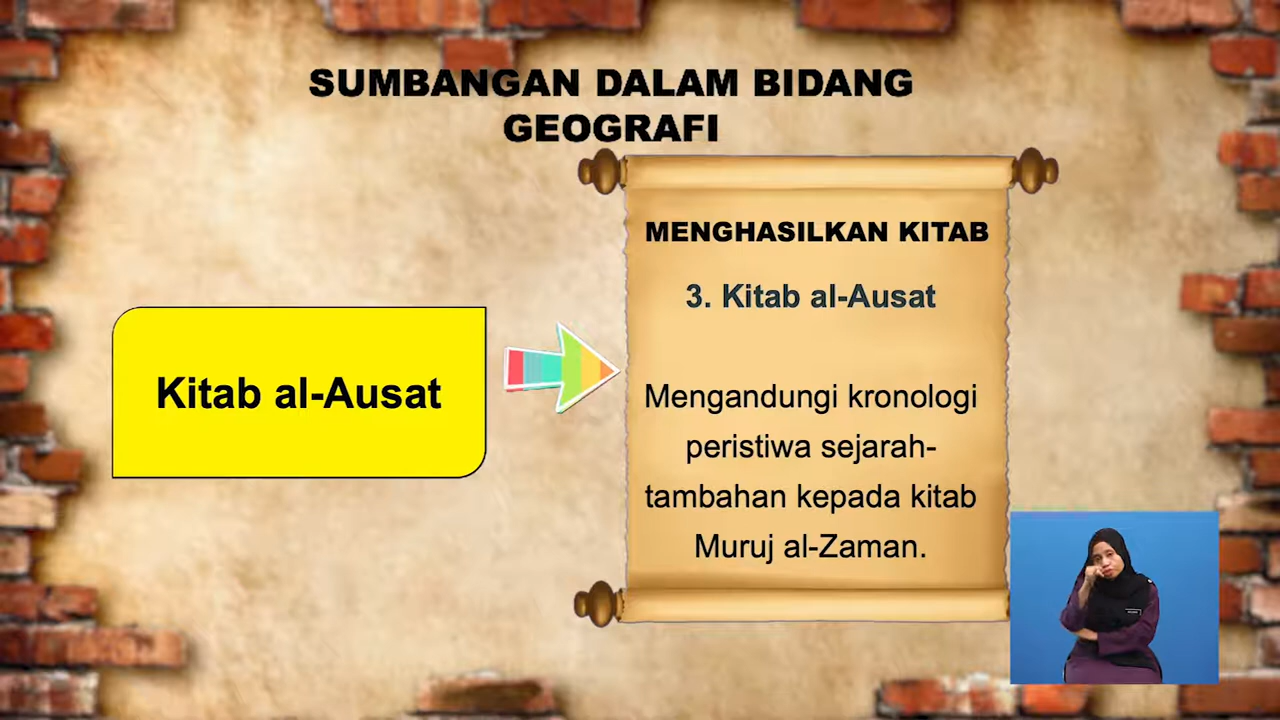 SUMBANGAN DALAM BIDANG
GEOGRAFI
MENGHASILKAN KITAB
3. Kitab al-Ausat
Kitab al-Ausat
Mengandungi kronologi
peristiwa sejarah-
tambahan kepada kitab
Muruj al-Zaman.